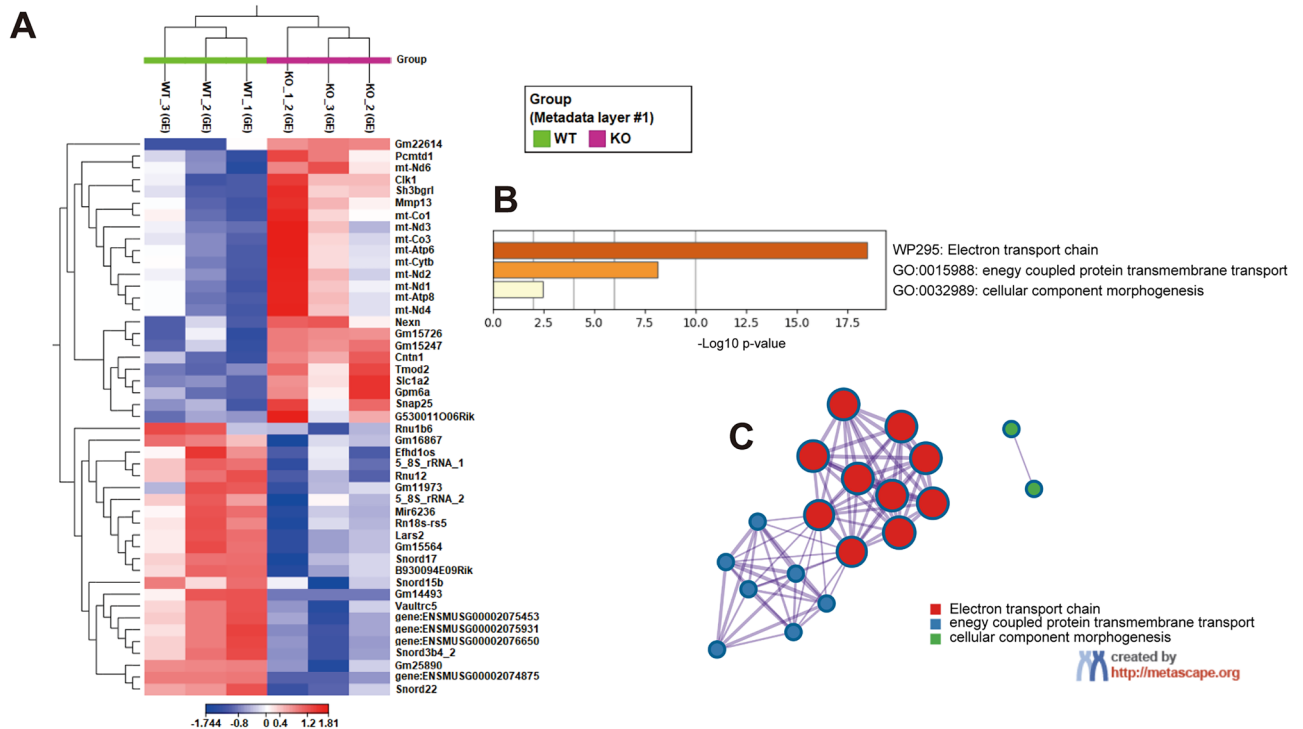 A
Group
WT_3 (GE)
WT_2 (GE)
WT_1 (GE)
KO_1_2 (GE)
KO_3 (GE)
KO_2 (GE)
Gm22614
Pcmtd1
mt-Nd6
Clk1
Sh3bgrl
Mmp13
mt-Co1
mt-Nd3
mt-Co3
mt-Atp6
mt-Cytb
mt-Nd2
mt-Nd1
mt-Atp8
mt-Nd4
Nexn
Gm15726
Gm15247
Cntn1
Tmod2
Slc1a2
Gpm6a
Snap25
G530011O06Rik
Rnu1b6
Gm16867
Efhd1os
5_8S_rRNA_1
Rnu12
Gm11973
5_8S_rRNA_2
Mir6236
Rn18s-rs5
Lars2
Gm15564
Snord17
B930094E09Rik
Snord15b
Gm14493
Vaultrc5
gene:ENSMUSG00002075453
gene:ENSMUSG00002075931
gene:ENSMUSG00002076650
Snord3b4_2
Gm25890
gene:ENSMUSG00002074875
Snord22
-1.744 -0.8 0 0.4 1.2 1.81
Group
(Metadata layer #1)
WT KO
B
WP295: Electron transport chain
GO:0015988: enegy coupled protein transmembrane transport
GO:0032989: cellular component morphogenesis
0.0 2.5 5.0 7.5 10.0 12.5 15.0 17.5
-Log10 p-value
C
Electron transport chain
enegy coupled protein transmembrane transport
cellular component morphogenesis
created by
http://metascape.org